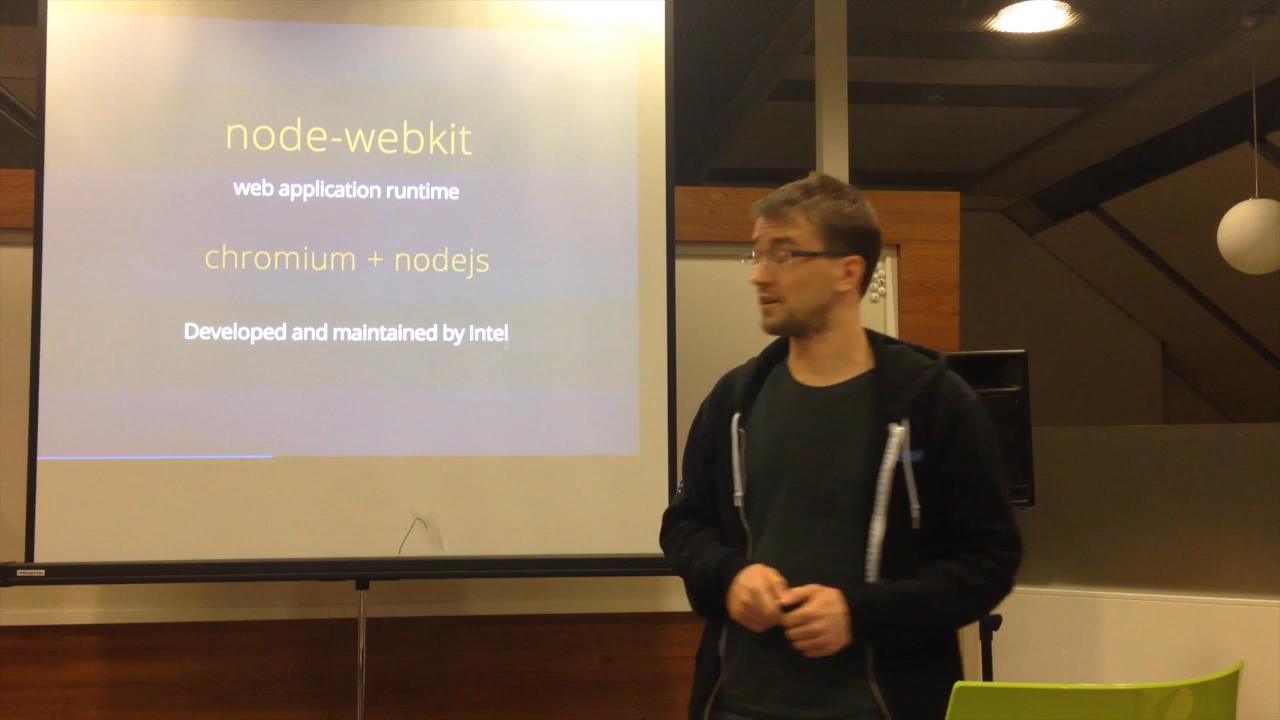 node-webkit
web application runtime
chromium + nodejs
Developed and maintained by Intel